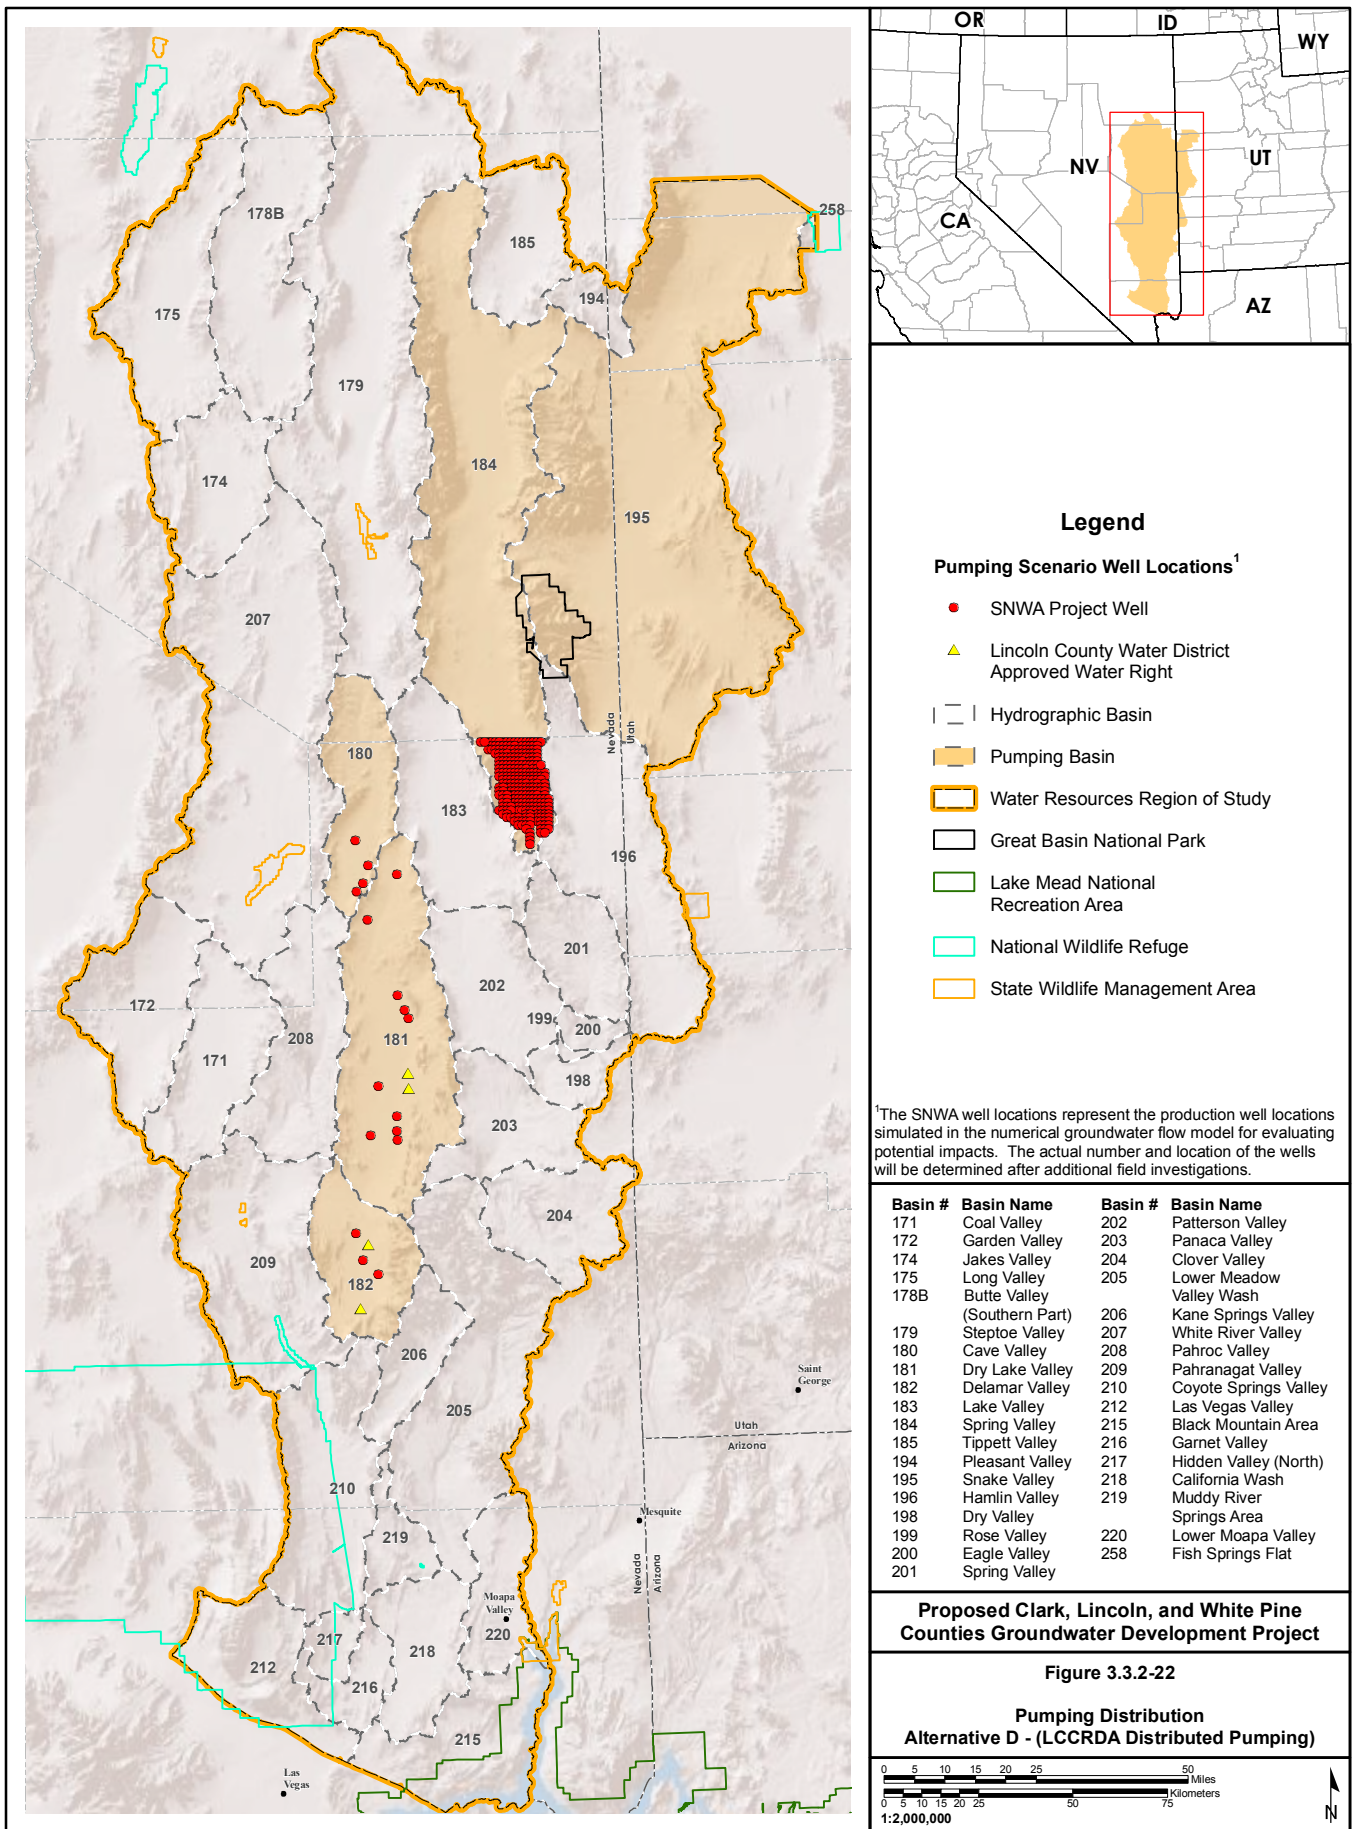 258
178B
185
194
175
179
184
174
195
207
Nevada
Utah
180
183
196
201
202
172
199
200
208
181
171
198
203
204
209
182
206
Saint
George
205
Utah
Arizona
210
Mesquite
219
Nevada
Arizona
Moapa
Valley
220
217
218
212
216
215
Las
Vegas
OR
ID
WY
NV
UT
CA
AZ
Legend
Pumping Scenario Well Locations1
SNWA Project Well
Lincoln County Water District
Approved Water Right
Hydrographic Basin
Pumping Basin
Water Resources Region of Study
Great Basin National Park
Lake Mead National
Recreation Area
National Wildlife Refuge
State Wildlife Management Area
1The SNWA well locations represent the production well locations
simulated in the numerical groundwater flow model for evaluating
potential impacts. The actual number and location of the wells
will be determined after additional field investigations.
Basin # Basin Name Basin # Basin Name
171 Coal Valley 202 Patterson Valley
172 Garden Valley 203 Panaca Valley
174 Jakes Valley 204 Clover Valley
175 Long Valley 205 Lower Meadow
178B Butte Valley Valley Wash
(Southern Part) 206 Kane Springs Valley
179 Steptoe Valley 207 White River Valley
180 Cave Valley 208 Pahroc Valley
181 Dry Lake Valley 209 Pahranagat Valley
182 Delamar Valley 210 Coyote Springs Valley
183 Lake Valley 212 Las Vegas Valley
184 Spring Valley 215 Black Mountain Area
185 Tippett Valley 216 Garnet Valley
194 Pleasant Valley 217 Hidden Valley (North)
195 Snake Valley 218 California Wash
196 Hamlin Valley 219 Muddy River
198 Dry Valley Springs Area
199 Rose Valley 220 Lower Moapa Valley
200 Eagle Valley 258 Fish Springs Flat
201 Spring Valley
Proposed Clark, Lincoln, and White Pine
Counties Groundwater Development Project
Figure 3.3.2-22
Pumping Distribution
Alternative D - (LCCRDA Distributed Pumping)
0 5 10 15 20 25 50
Miles
Kilometers
0 5 10 15 20 25 50 75
1:2,000,000
N